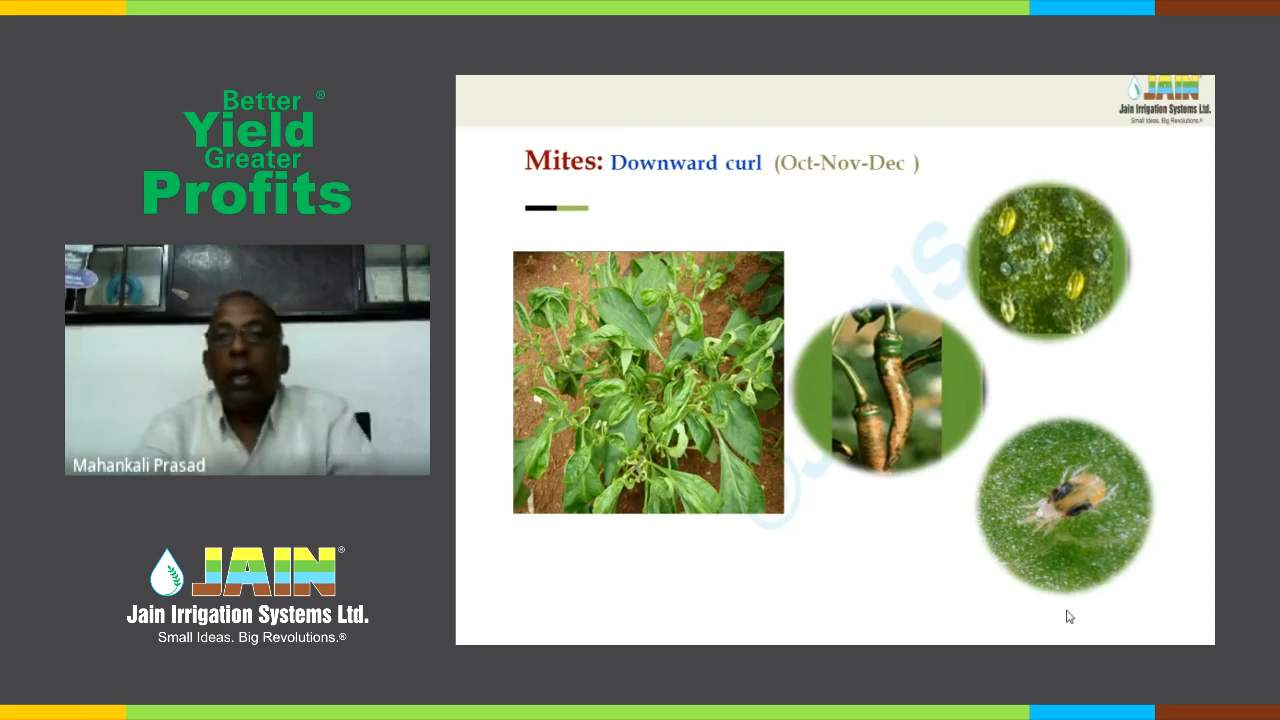 Better ®
Yield
Greater
Profits
Mahankali Prasad
JAIN®
Jain Irrigation Systems Ltd.
Small Ideas. Big Revolutions.®
JAIN
Jain Irrigation Systems Ltd.
Small Ideas. Big Revolutions.®
Mites: Downward curl (Oct-Nov-Dec )